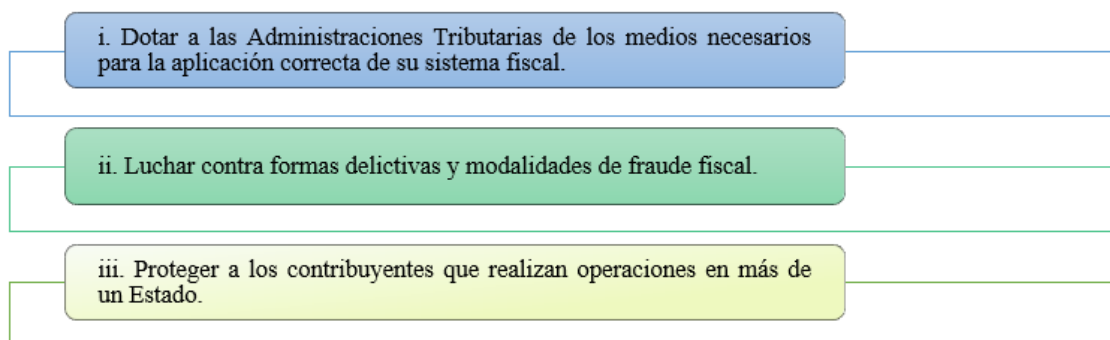 i. Dotar a las Administraciones Tributarias de los medios necesarios
para la aplicación correcta de su sistema fiscal.
ii. Luchar contra formas delictivas y modalidades de fraude fiscal.
iii. Proteger a los contribuyentes que realizan operaciones en más de
un Estado.